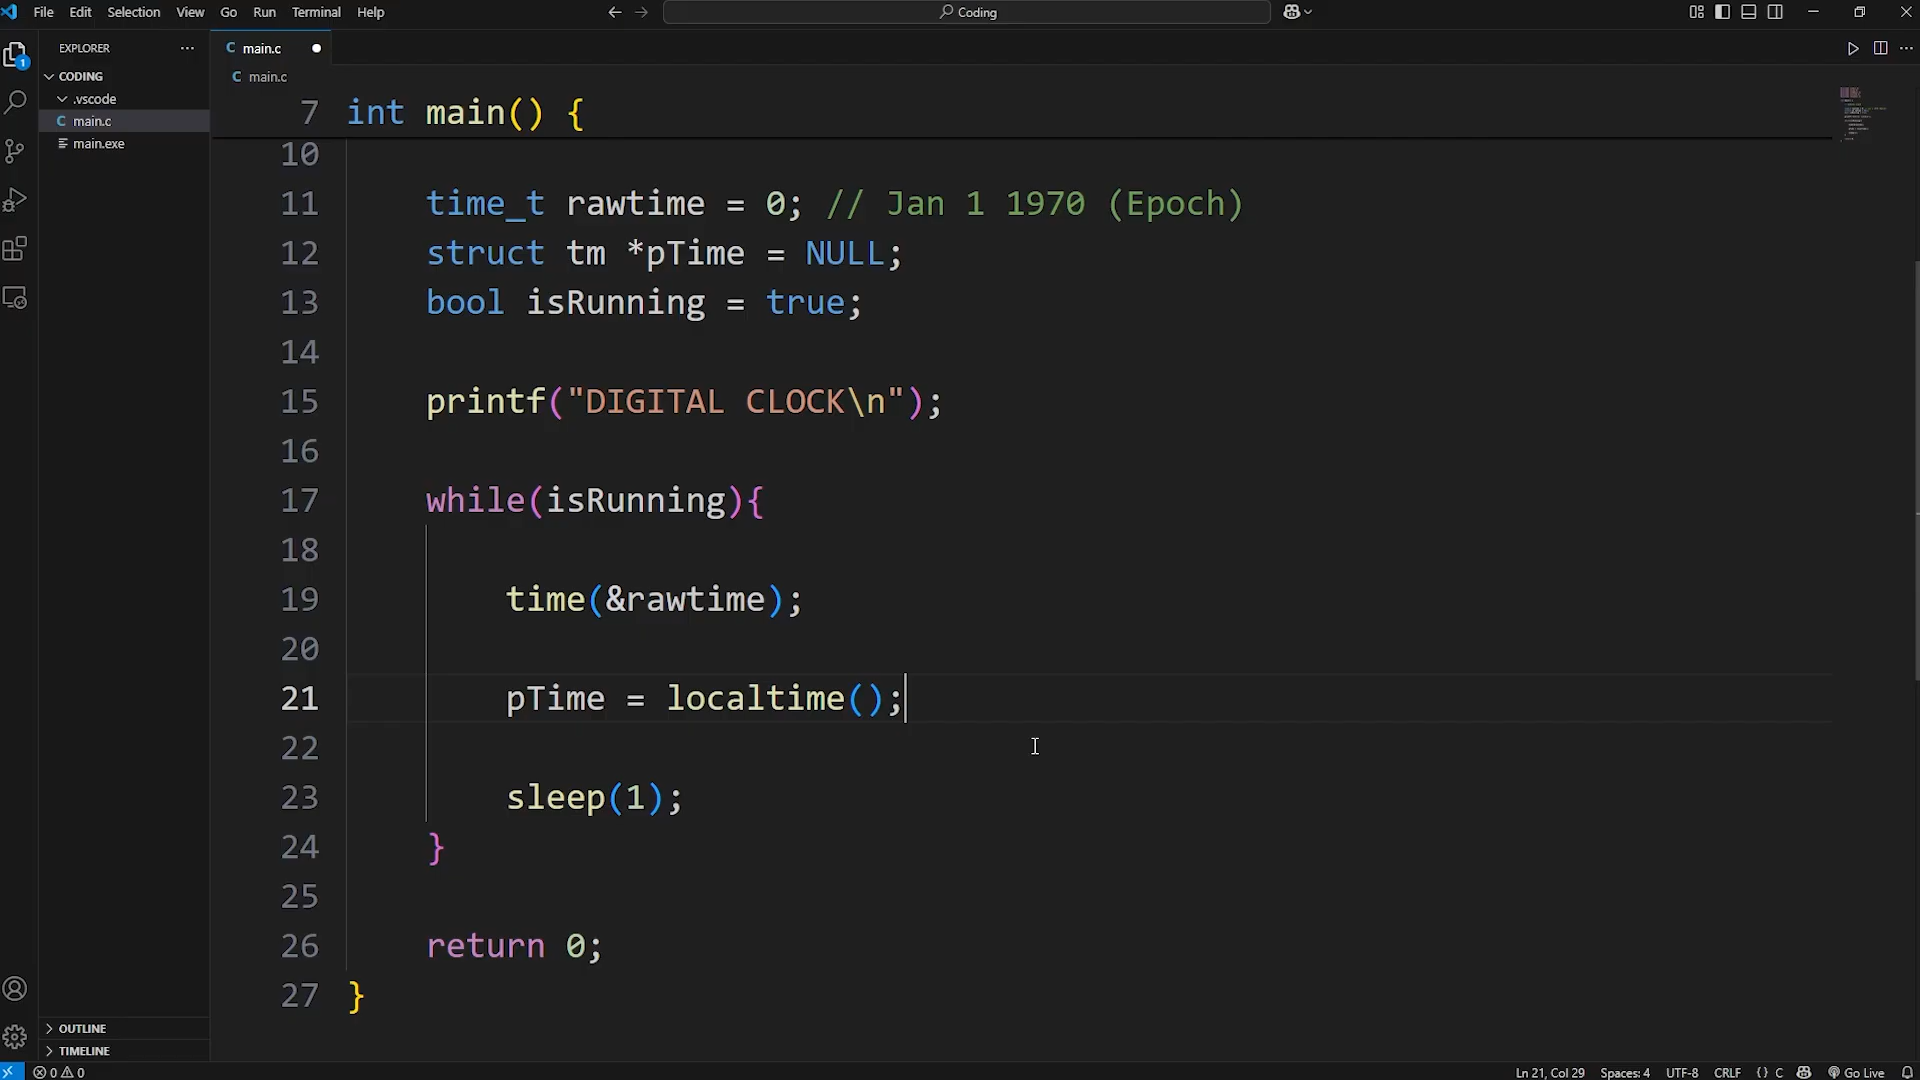 File Edit Selection View Go Run Terminal Help
Coding
EXPLORER
CODING
.vscode
C main.c
main.exe
OUTLINE
TIMELINE
1
C main.c
C main.c
7 int main() {
10
11 time_t rawtime = 0; // Jan 1 1970 (Epoch)
12 struct tm *pTime = NULL;
13 bool isRunning = true;
14
15 printf("DIGITAL CLOCK\n");
16
17 while(isRunning){
18
19 time(&rawtime);
20
21 pTime = localtime();
22
23 sleep(1);
24 }
25
26 return 0;
27 }
0 0 Ln 21, Col 29 Spaces: 4 UTF-8 CRLF {} C Go Live